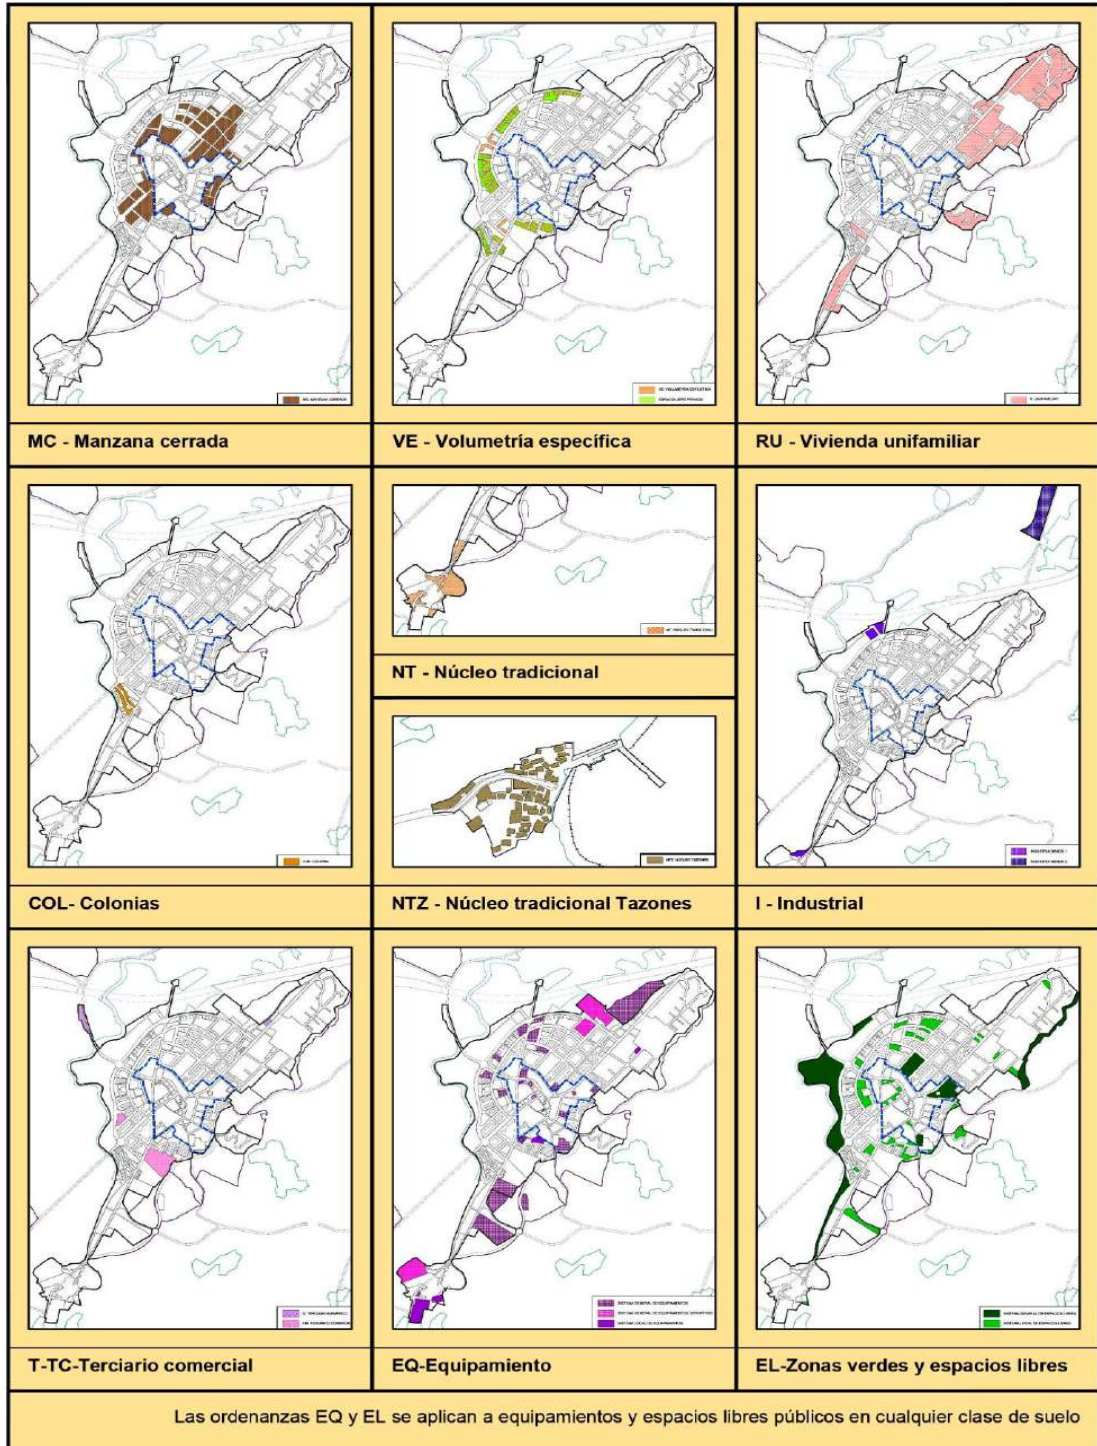 MC - Manzana cerrada
VE - Volumetría específica
RU - Vivienda unifamiliar
NT - Núcleo tradicional
COL- Colonias
NTZ - Núcleo tradicional Tazones
I - Industrial
T-TC-Terciario comercial
EQ-Equipamiento
EL-Zonas verdes y espacios libres
Las ordenanzas EQ y EL se aplican a equipamientos y espacios libres públicos en cualquier clase de suelo